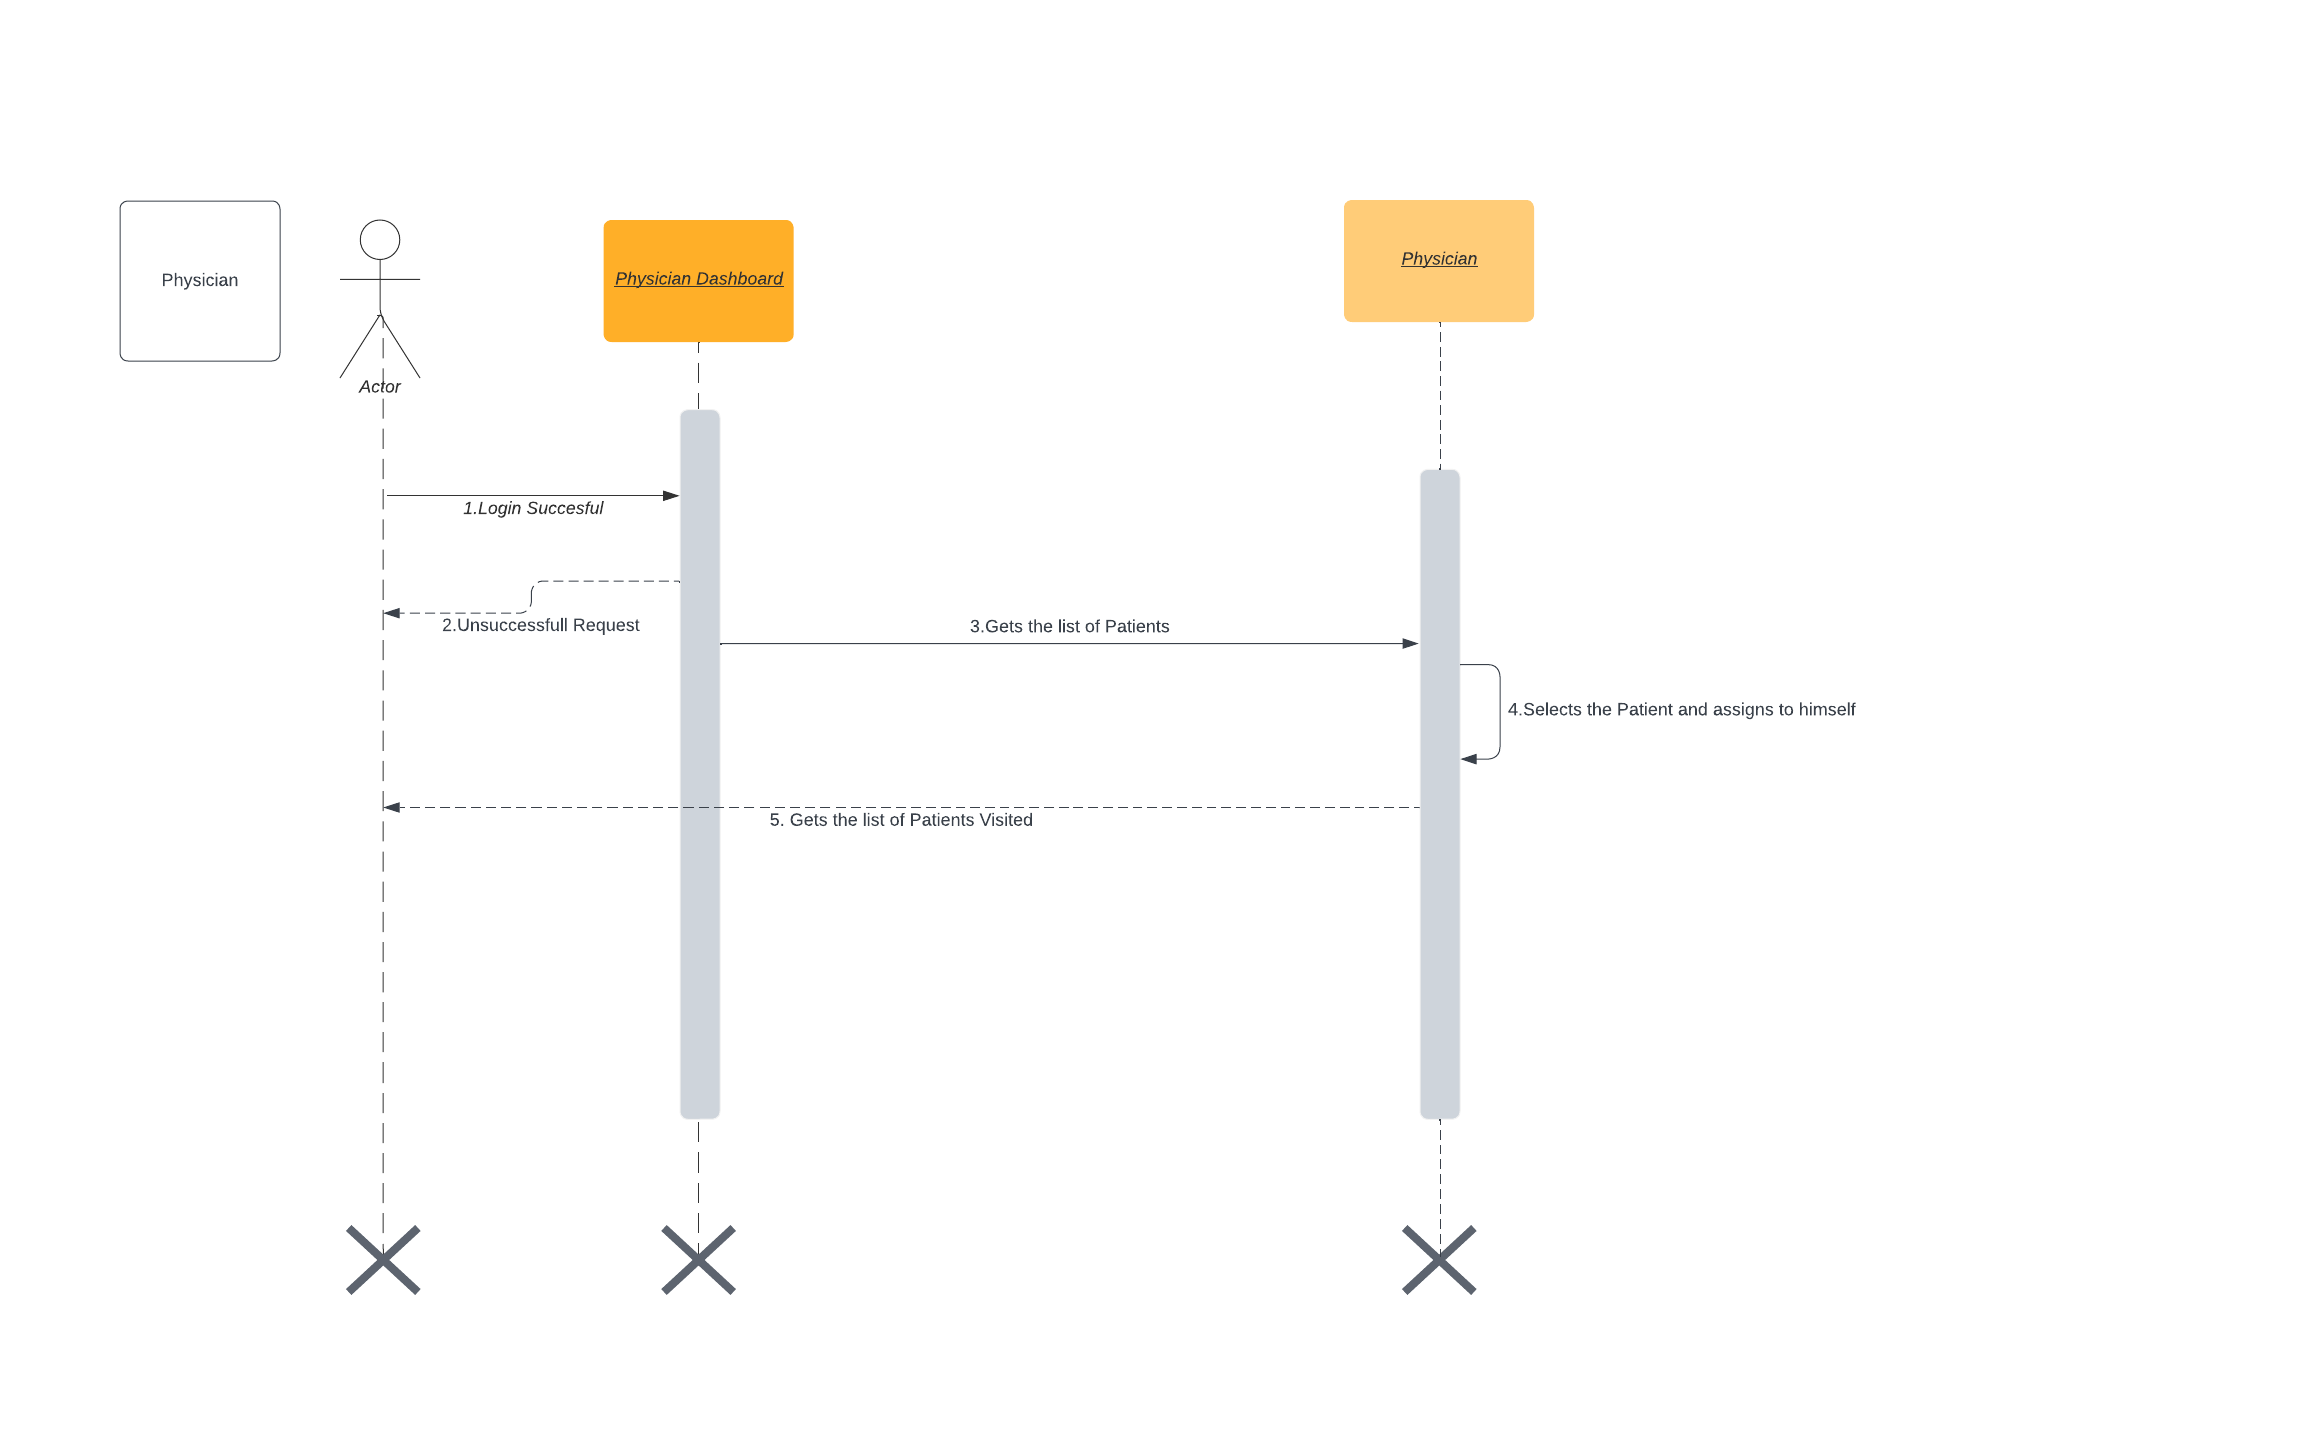 Physician
Actor
Physician Dashboard
Physician
1.Login Succesful
2.Unsuccessfull Request
3.Gets the list of Patients
4.Selects the Patient and assigns to himself
5. Gets the list of Patients Visited